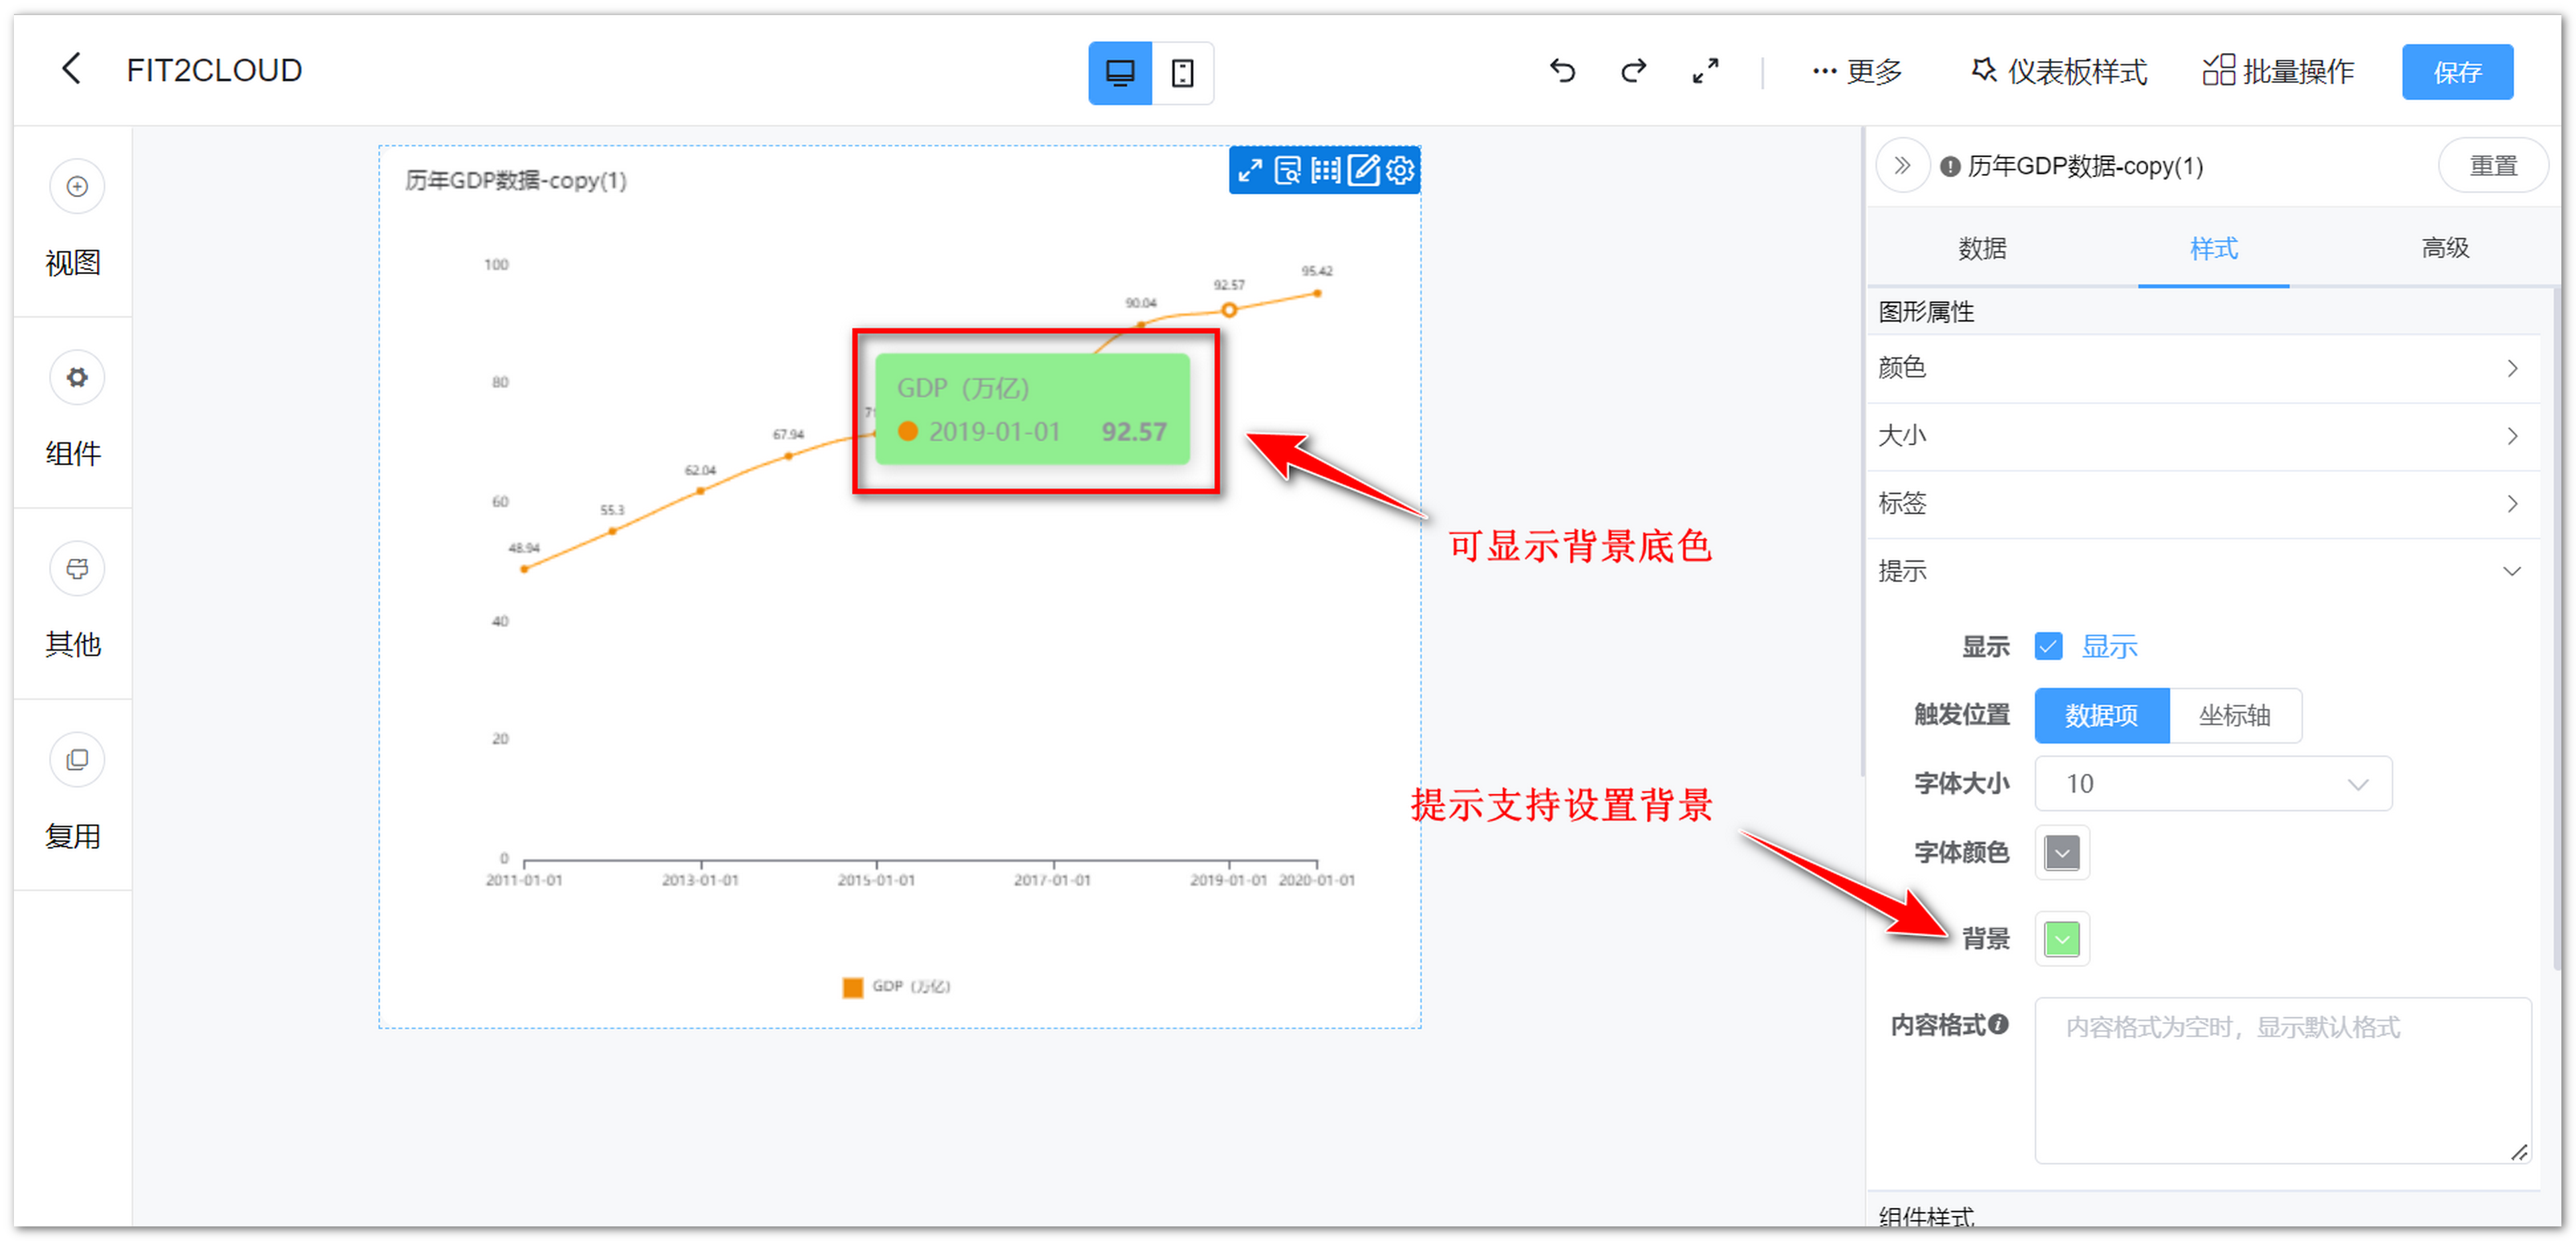 FIT2CLOUD
更多
仪表板样式
批量操作
保存
视图
组件
其他
复用
历年GDP数据-copy(1)
100
80
60
40
20
0
48.94
55.3
62.04
67.94
71
90.04
92.57
95.42
GDP（万亿）
2019-01-01 92.57
2011-01-01
2013-01-01
2015-01-01
2017-01-01
2019-01-01
2020-01-01
GDP（万亿）
可显示背景底色
提示支持设置背景
历年GDP数据-copy(1)
重置
数据
样式
高级
图形属性
颜色
大小
标签
提示
显示 显示
触发位置 数据项 坐标轴
字体大小 10
字体颜色
背景
内容格式 内容格式为空时，显示默认格式
组件样式